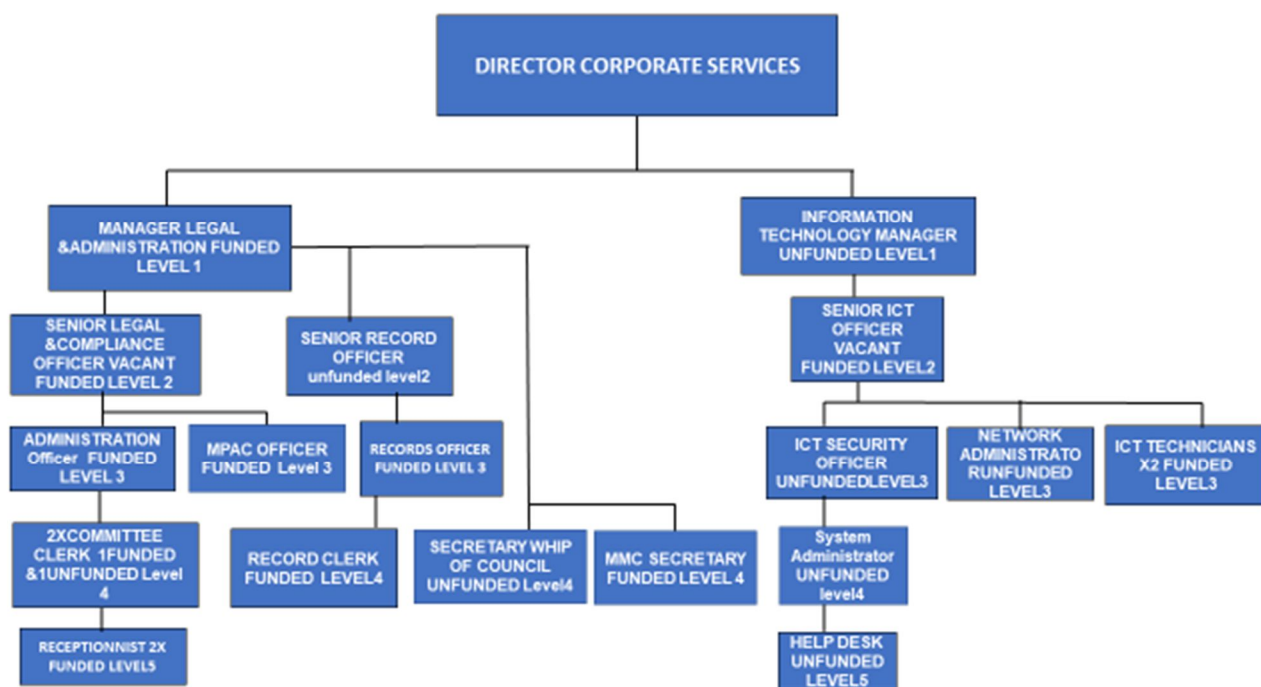 DIRECTOR CORPORATE SERVICES
MANAGER LEGAL
&ADMINISTRATION FUNDED
LEVEL 1
INFORMATION
TECHNOLOGY MANAGER
UNFUNDED LEVEL1
SENIOR LEGAL
&COMPLIANCE
OFFICER VACANT
FUNDED LEVEL 2
SENIOR RECORD
OFFICER
unfunded level2
SENIOR ICT
OFFICER
VACANT
FUNDED LEVEL2
ADMINISTRATION
Officer FUNDED
LEVEL 3
MPAC OFFICER
FUNDED Level 3
RECORDS OFFICER
FUNDED LEVEL 3
ICT SECURITY
OFFICER
UNFUNDEDLEVEL3
NETWORK
ADMINISTRATO
RUNFUNDED
LEVEL3
ICT TECHNICIANS
X2 FUNDED
LEVEL3
2XCOMMITTEE
CLERK 1FUNDED
&1UNFUNDED Level
4
RECORD CLERK
FUNDED LEVEL4
SECRETARY WHIP
OF COUNCIL
UNFUNDED Level4
MMC SECRETARY
FUNDED LEVEL 4
System
Administrator
UNFUNDED
level4
RECEPTIONNIST 2X
FUNDED LEVEL5
HELP DESK
UNFUNDED
LEVEL5